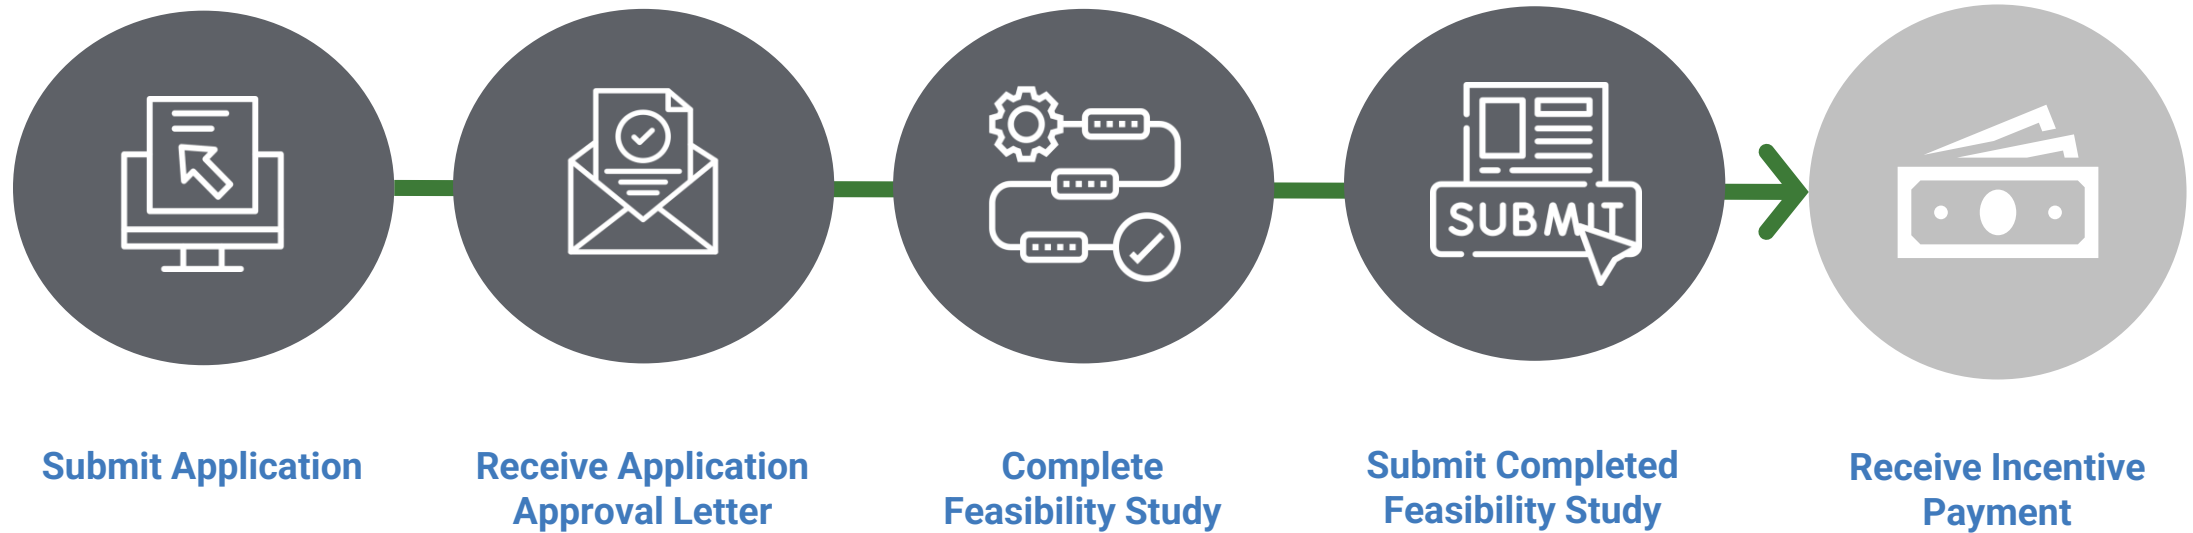 SUBMIT
Submit Application
Receive Application
Approval Letter
Complete
Feasibility Study
Submit Completed
Feasibility Study
Receive Incentive
Payment